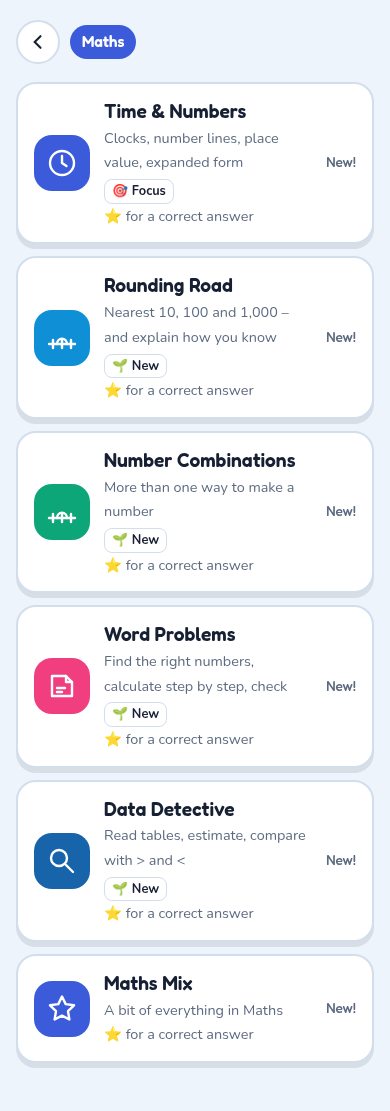 Maths
Time & Numbers
Clocks, number lines, place
value, expanded form
New!
🎯 Focus
⭐ for a correct answer
Rounding Road
Nearest 10, 100 and 1,000 –
and explain how you know
New!
🌱 New
⭐ for a correct answer
Number Combinations
More than one way to make a
number
New!
🌱 New
⭐ for a correct answer
Word Problems
Find the right numbers,
calculate step by step, check
New!
🌱 New
⭐ for a correct answer
Data Detective
Read tables, estimate, compare
with > and <
New!
🌱 New
⭐ for a correct answer
Maths Mix
A bit of everything in Maths
New!
⭐ for a correct answer